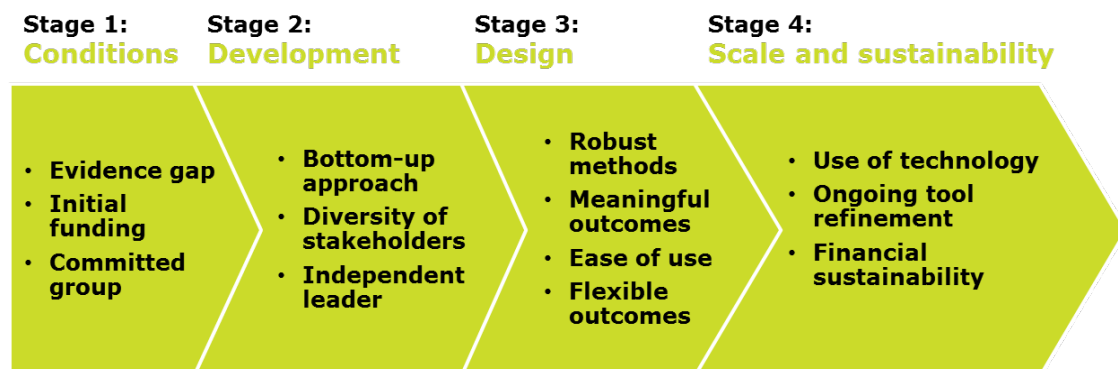 Stage 1:
Conditions
Stage 2:
Development
Stage 3:
Design
Stage 4:
Scale and sustainability
• Evidence gap
• Initial
funding
• Committed
group
• Bottom-up
approach
• Diversity of
stakeholders
• Independent
leader
• Robust
methods
• Meaningful
outcomes
• Ease of use
• Flexible
outcomes
• Use of technology
• Ongoing tool
refinement
• Financial
sustainability